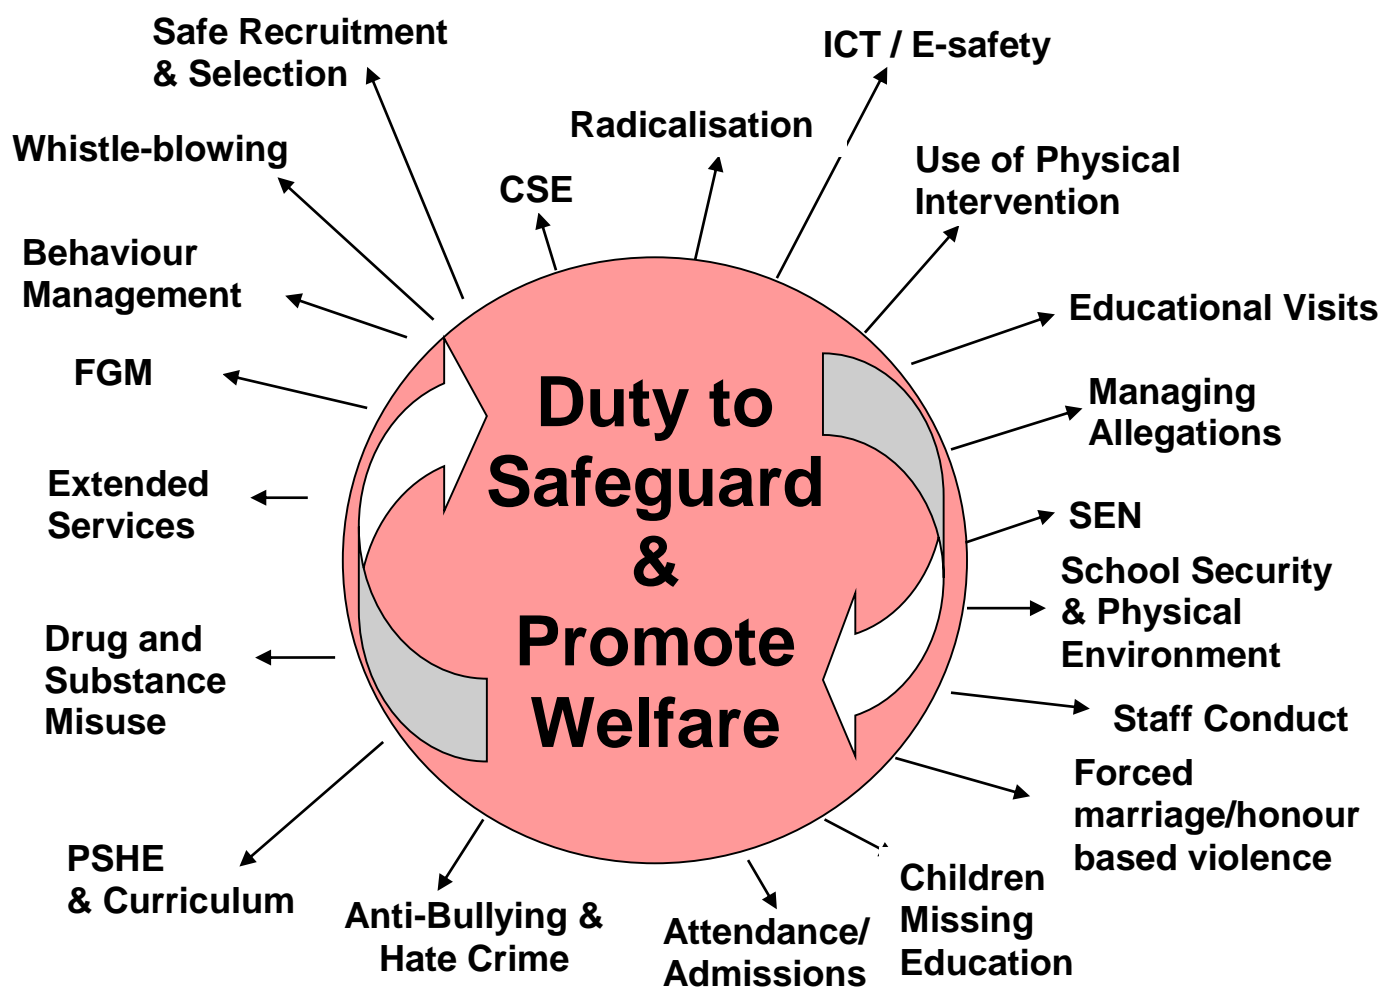 Safe Recruitment
& Selection
ICT / E-safety
Radicalisation
Whistle-blowing
Use of Physical
Intervention
CSE
Behaviour
Management
Educational Visits
FGM
Managing
Allegations
Duty to
Safeguard
&
Promote
Welfare
Extended
Services
SEN
School Security
& Physical
Environment
Drug and
Substance
Misuse
Staff Conduct
Forced
marriage/honour
based violence
PSHE
& Curriculum
Children
Missing
Education
Anti-Bullying &
Hate Crime
Attendance/
Admissions